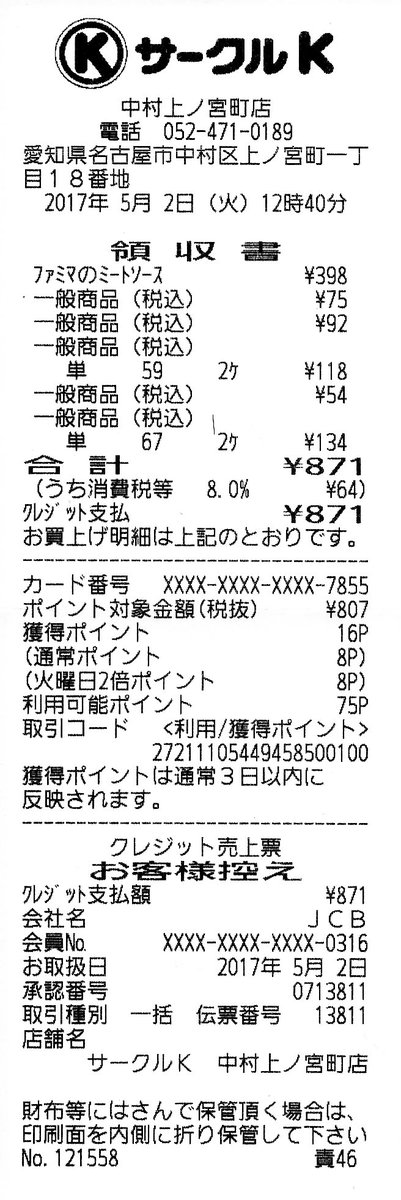 K サークルK
中村上ノ宮町店
電話 052-471-0189
愛知県名古屋市中村区上ノ宮町一丁
目18番地
2017年 5月 2日 (火) 12時40分
領 収 書
ファミマのミートソース ¥398
一般商品 (税込) ¥75
一般商品 (税込) ¥92
一般商品 (税込)
単 59 2ケ ¥118
一般商品 (税込) ¥54
一般商品 (税込)
単 67 2ケ ¥134
合 計 ¥871
(うち消費税等 8.0% ¥64)
クレジット支払 ¥871
お買上げ明細は上記のとおりです。
カード番号 XXXX-XXXX-XXXX-7855
ポイント対象金額(税抜) ¥807
獲得ポイント 16P
(通常ポイント 8P)
(火曜日2倍ポイント 8P)
利用可能ポイント 75P
取引コード <利用/獲得ポイント>
27211105449458500100
獲得ポイントは通常3日以内に
反映されます。
クレジット売上票
お客様控え
クレジット支払額 ¥871
会社名 JCB
会員No. XXXX-XXXX-XXXX-0316
お取扱日 2017年 5月 2日
承認番号 0713811
取引種別 一括 伝票番号 13811
店舗名
サークルK 中村上ノ宮町店
財布等にはさんで保管頂く場合は、
印刷面を内側に折り保管して下さい
No.121558 責46